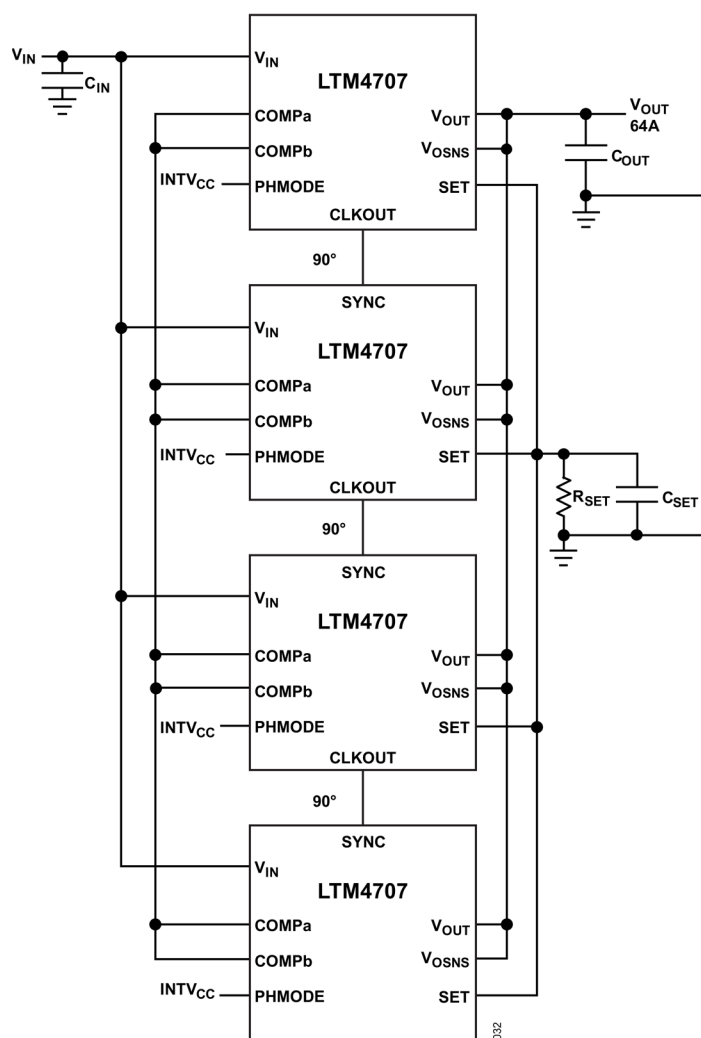 VIN
CIN
VIN
LTM4707
COMPa
COMPb
INTVCC
PHMODE
VOUT
VOSNS
SET
CLKOUT
VOUT
64A
COUT
90°
SYNC
VIN
LTM4707
COMPa
COMPb
INTVCC
PHMODE
VOUT
VOSNS
SET
CLKOUT
RSET
CSET
90°
SYNC
VIN
LTM4707
COMPa
COMPb
INTVCC
PHMODE
VOUT
VOSNS
SET
CLKOUT
90°
SYNC
VIN
LTM4707
COMPa
COMPb
INTVCC
PHMODE
VOUT
VOSNS
SET
032